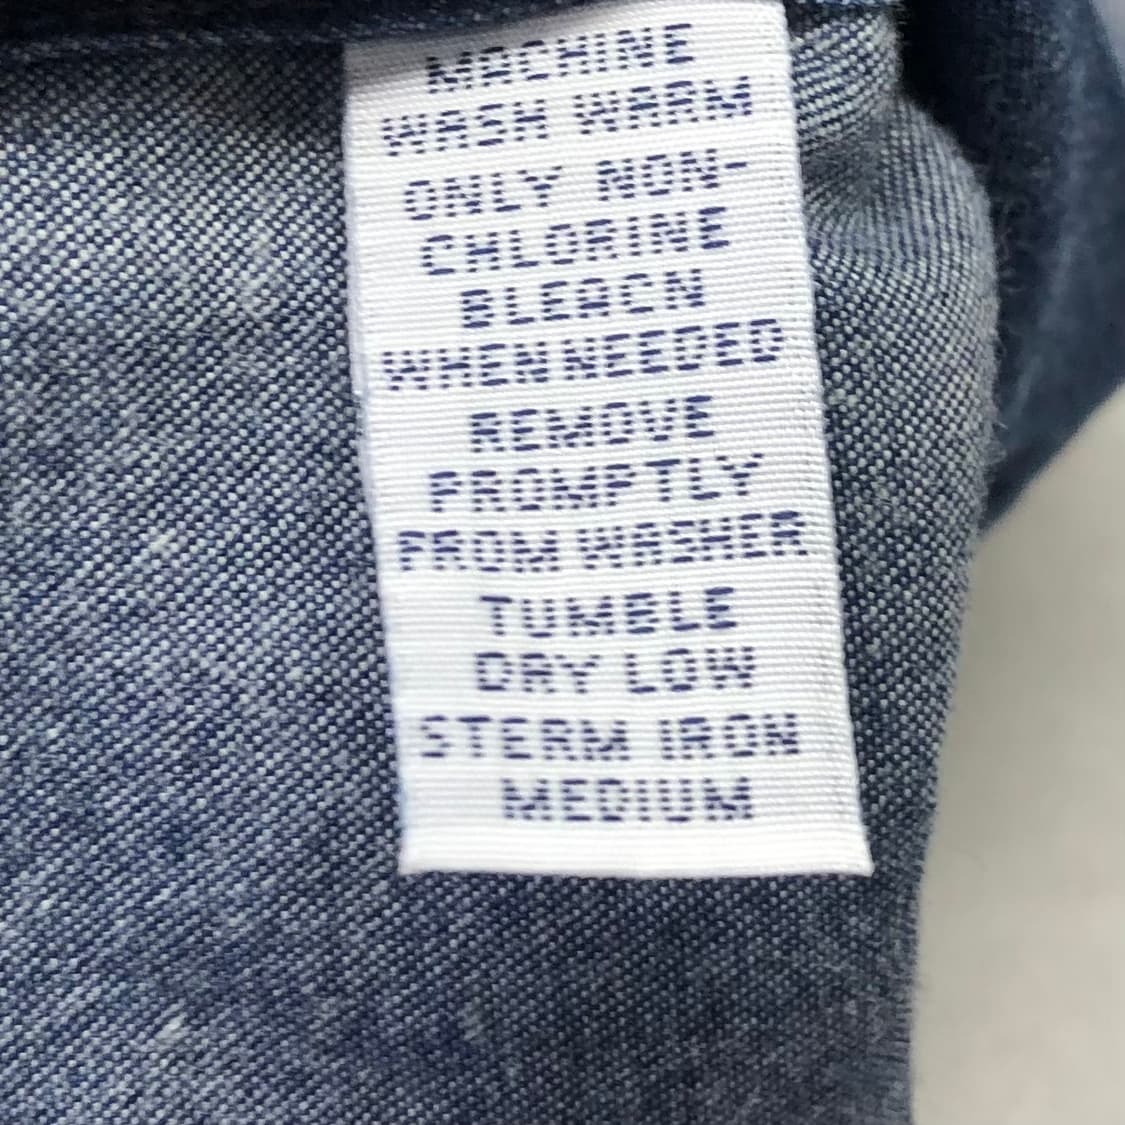 MACHINE
WASH WARM
ONLY NON-
CHLORINE
BLEACN
WHEN NEEDED
REMOVE
PROMPTLY
FROM WASHER
TUMBLE
DRY LOW
STERM IRON
MEDIUM